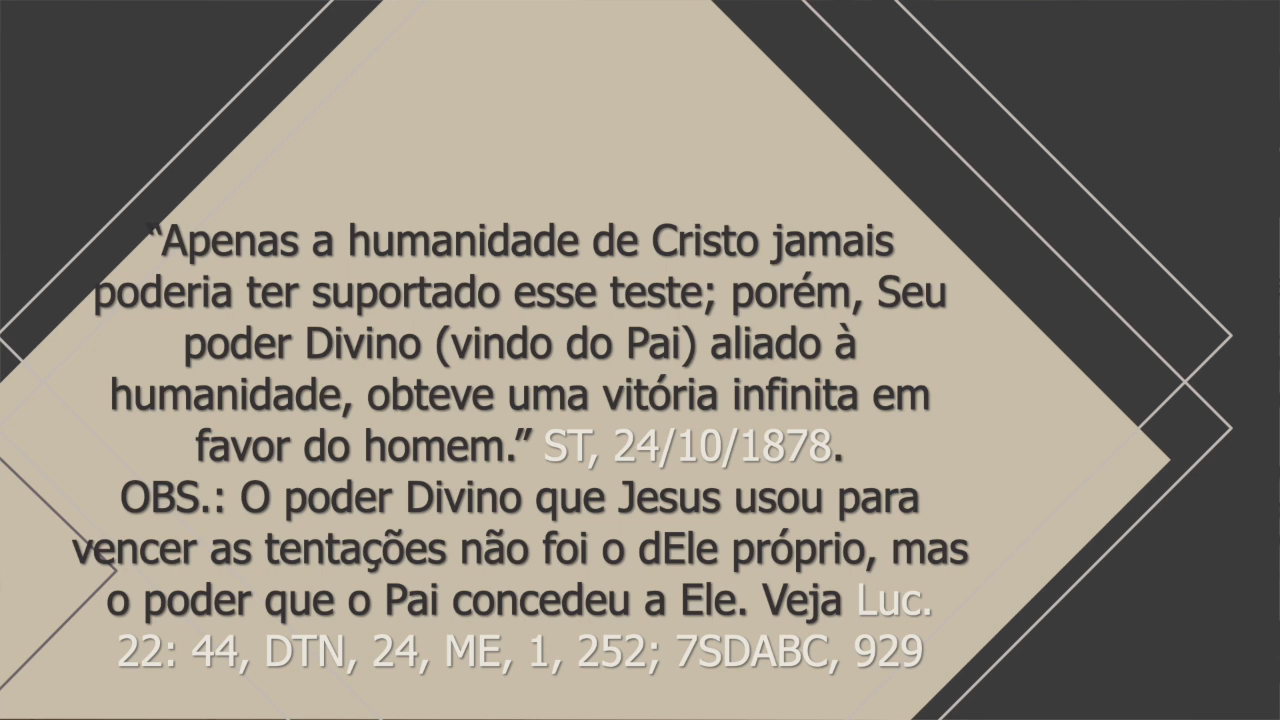 “Apenas a humanidade de Cristo jamais
poderia ter suportado esse teste; porém, Seu
poder Divino (vindo do Pai) aliado à
humanidade, obteve uma vitória infinita em
favor do homem.” ST, 24/10/1878.
OBS.: O poder Divino que Jesus usou para
vencer as tentações não foi o dEle próprio, mas
o poder que o Pai concedeu a Ele. Veja Luc.
22: 44, DTN, 24, ME, 1, 252; 7SDABC, 929